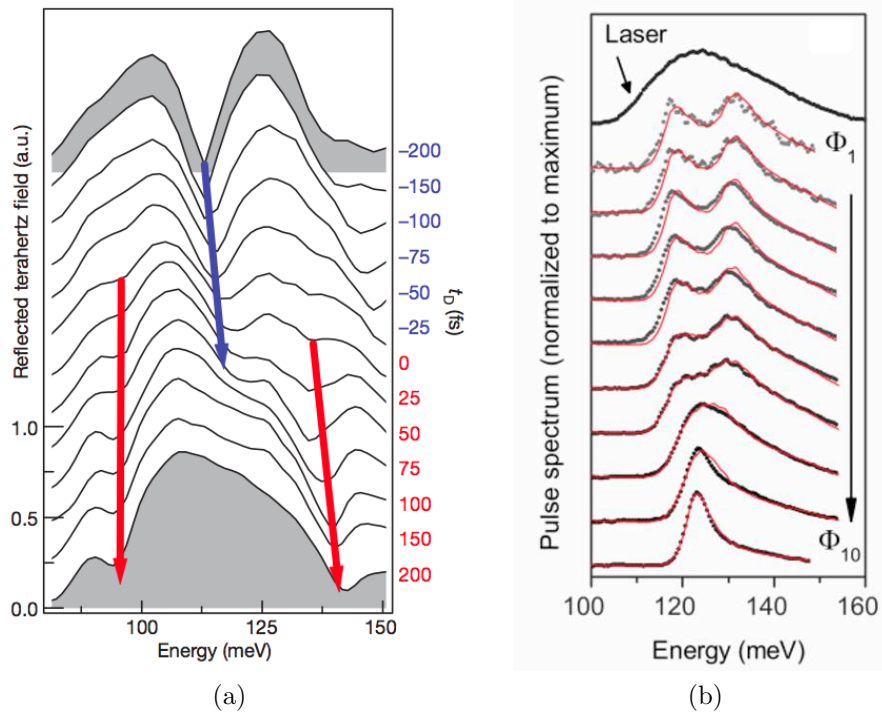 Reflected terahertz field (a.u.)
1.0
0.5
0.0
100
125
150
Energy (meV)
−200
−150
−100
−75
−50
−25
0
25
50
75
100
150
200
t_D (fs)
(a)
Pulse spectrum (normalized to maximum)
Laser
Φ₁
Φ₁₀
100
120
140
160
Energy (meV)
(b)